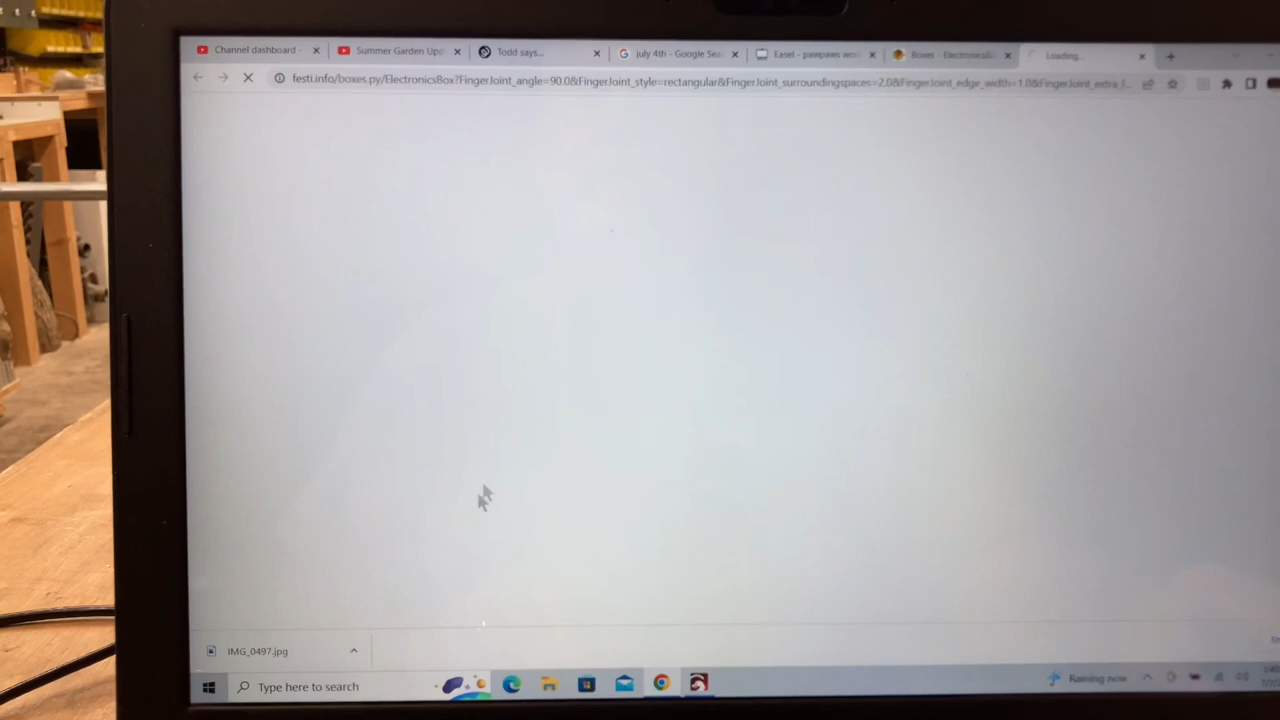 Channel dashboard -
Summer Garden Upd
Todd says...
july 4th - Google Sea
Easel - pawpaws wor
Boxes - Electronics
Loading...
festi.info/boxes.py/ElectronicsBox?FingerJoint_angle=90.0&FingerJoint_style=rectangular&FingerJoint_surroundingspaces=2.0&FingerJoint_edge_width=1.0&FingerJoint_extra_l...
IMG_0497.jpg
Type here to search
Raining now